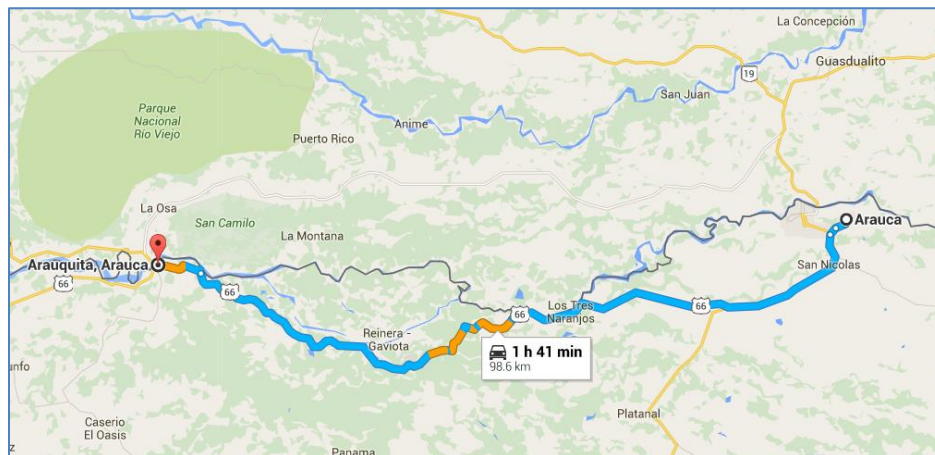 La Concepción
Guasdualito
19
San Juan
Parque
Nacional
Río Viejo
Anime
Puerto Rico
La Osa
San Camilo
La Montana
Arauca
Arauquita, Arauca
66
66
San Nicolas
66
66
Los Tres
Naranjos
Reinera -
Gaviota
1 h 41 min
98.6 km
unfo
Platanal
Caserio
El Oasis
z
Panama